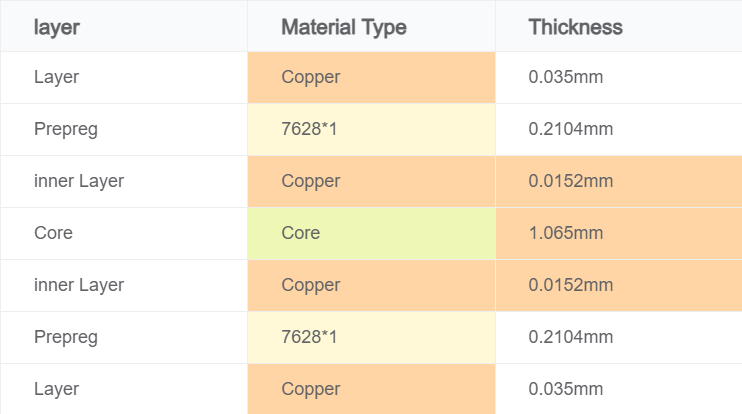 layer Material Type Thickness
Layer Copper 0.035mm
Prepreg 7628*1 0.2104mm
inner Layer Copper 0.0152mm
Core Core 1.065mm
inner Layer Copper 0.0152mm
Prepreg 7628*1 0.2104mm
Layer Copper 0.035mm